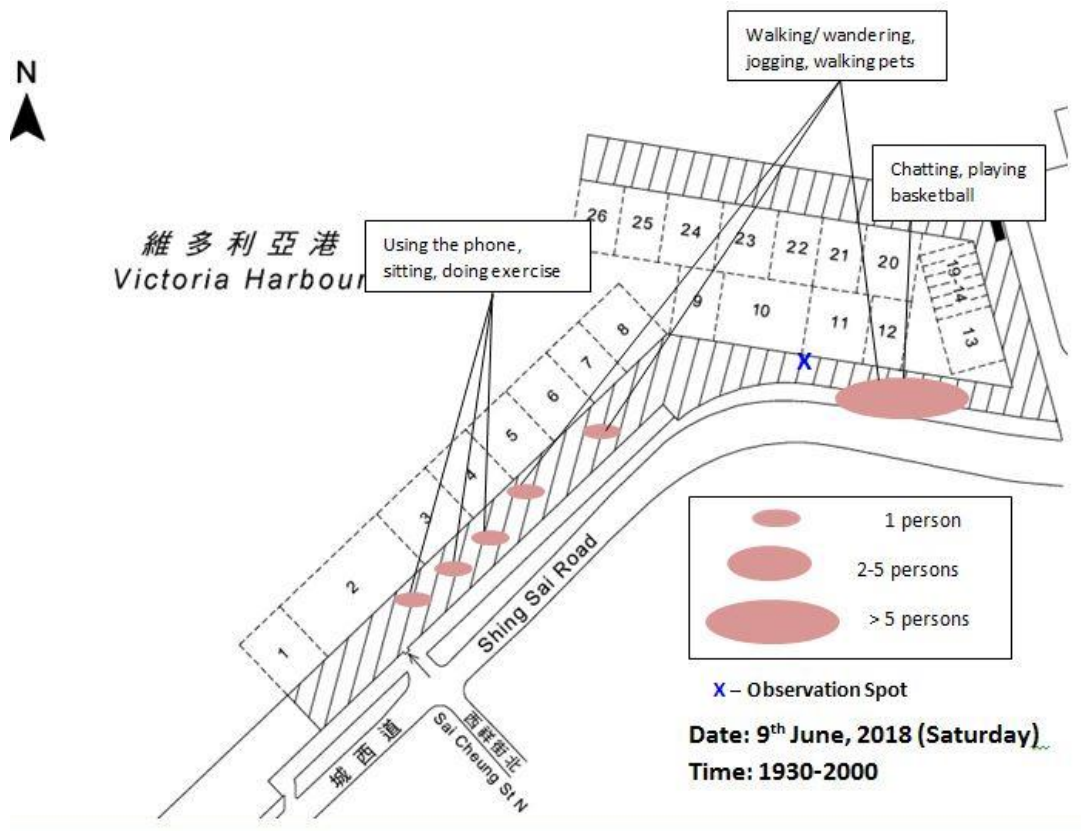 Walking/ wandering,
jogging, walking pets
N
Chatting, playing
basketball
維多利亞港
Victoria Harbour
Using the phone,
sitting, doing exercise
26
25
24
23
22
21
20
19-14
13
9
10
11
12
X
8
7
6
5
4
3
2
1
Shing Sai Road
城西道
西祥街北
Sai Cheung St N
1 person
2-5 persons
> 5 persons
X – Observation Spot
Date: 9th June, 2018 (Saturday)
Time: 1930-2000